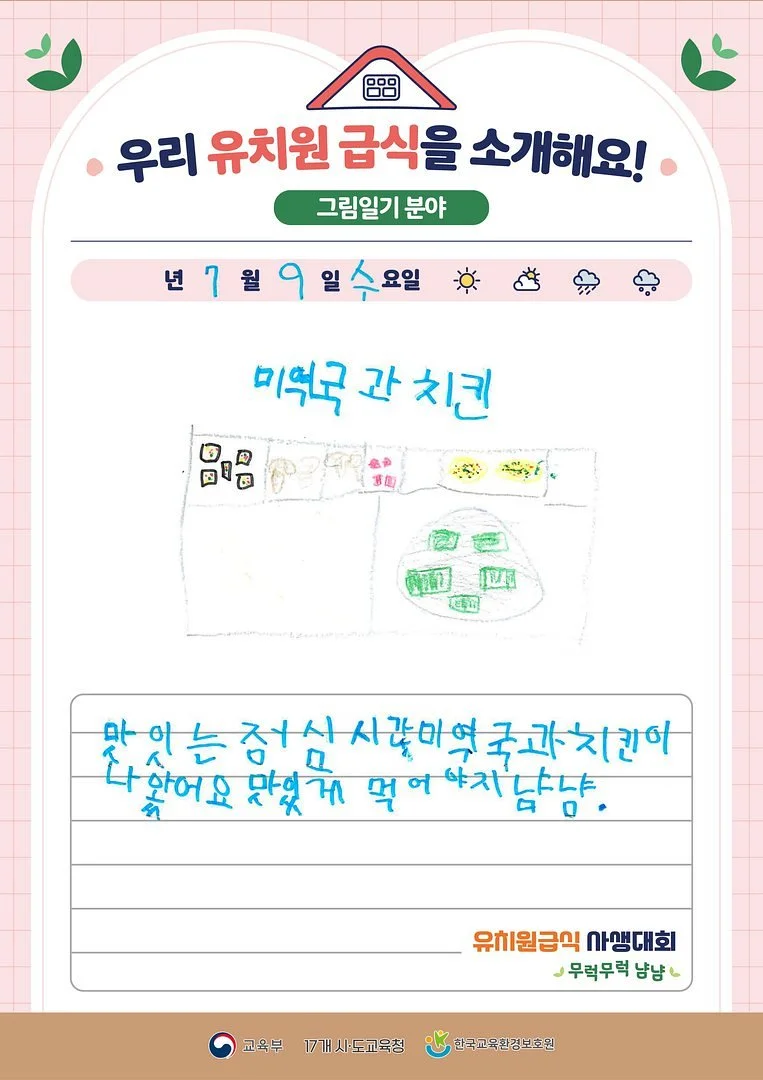 우리 유치원 급식을 소개해요!
그림일기 분야
년 7 월 9 일 수요일
미역국 과 치킨
맛 잇 는 점심 시간 미역 국과 치킨이
나 왔어요 맛있게 먹어야지 냠냠.
유치원급식 사생대회
무럭무럭 냠냠
교육부 17개 시·도교육청 한국교육환경보호원